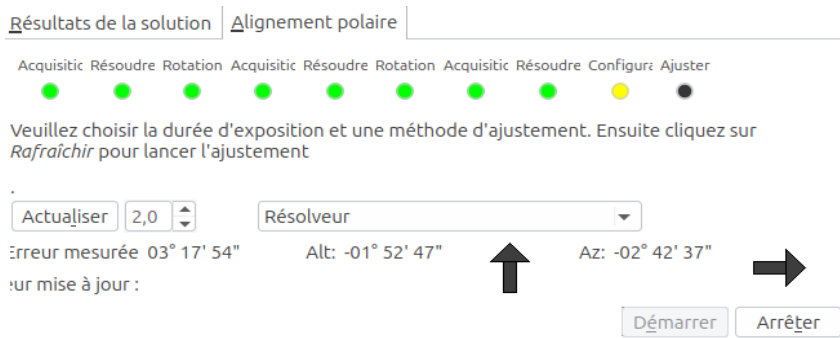 Résultats de la solution Alignement polaire
Acquisitic Résoudre Rotation Acquisitic Résoudre Rotation Acquisitic Résoudre Configura Ajuster
Veuillez choisir la durée d'exposition et une méthode d'ajustement. Ensuite cliquez sur
Rafraîchir pour lancer l'ajustement
.
Actualiser 2,0 Résolveur
Erreur mesurée 03° 17' 54" Alt: -01° 52' 47" Az: -02° 42' 37"
eur mise à jour :
Démarrer Arrêter